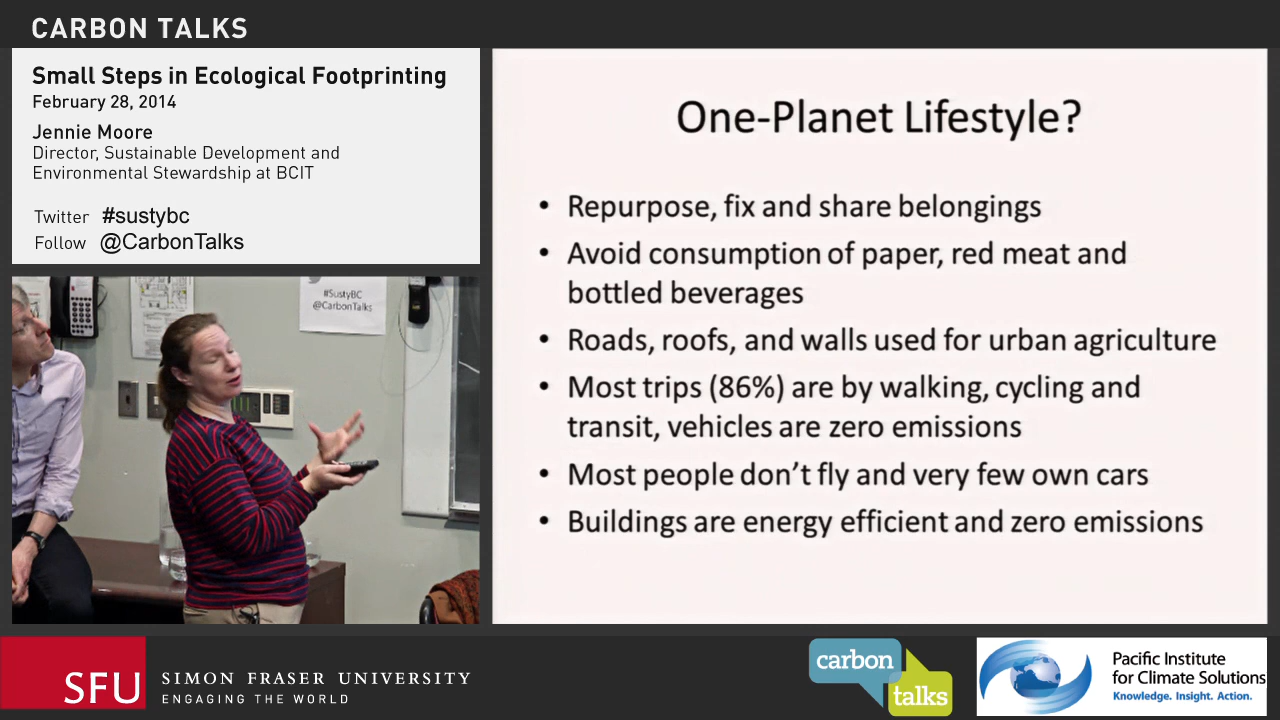 CARBON TALKS
Small Steps in Ecological Footprinting
February 28, 2014
Jennie Moore
Director, Sustainable Development and
Environmental Stewardship at BCIT
Twitter #sustybc
Follow @CarbonTalks
#SustyBC
@CarbonTalks
One-Planet Lifestyle?
• Repurpose, fix and share belongings
• Avoid consumption of paper, red meat and
bottled beverages
• Roads, roofs, and walls used for urban agriculture
• Most trips (86%) are by walking, cycling and
transit, vehicles are zero emissions
• Most people don’t fly and very few own cars
• Buildings are energy efficient and zero emissions
SFU
SIMON FRASER UNIVERSITY
ENGAGING THE WORLD
carbon
talks
Pacific Institute
for Climate Solutions
Knowledge. Insight. Action.